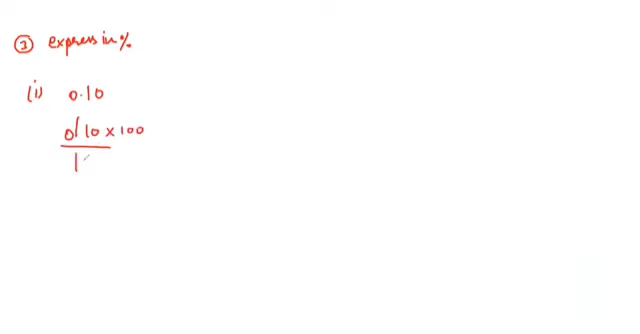 ① express in %
(i) 0.10
0/10 × 100
1